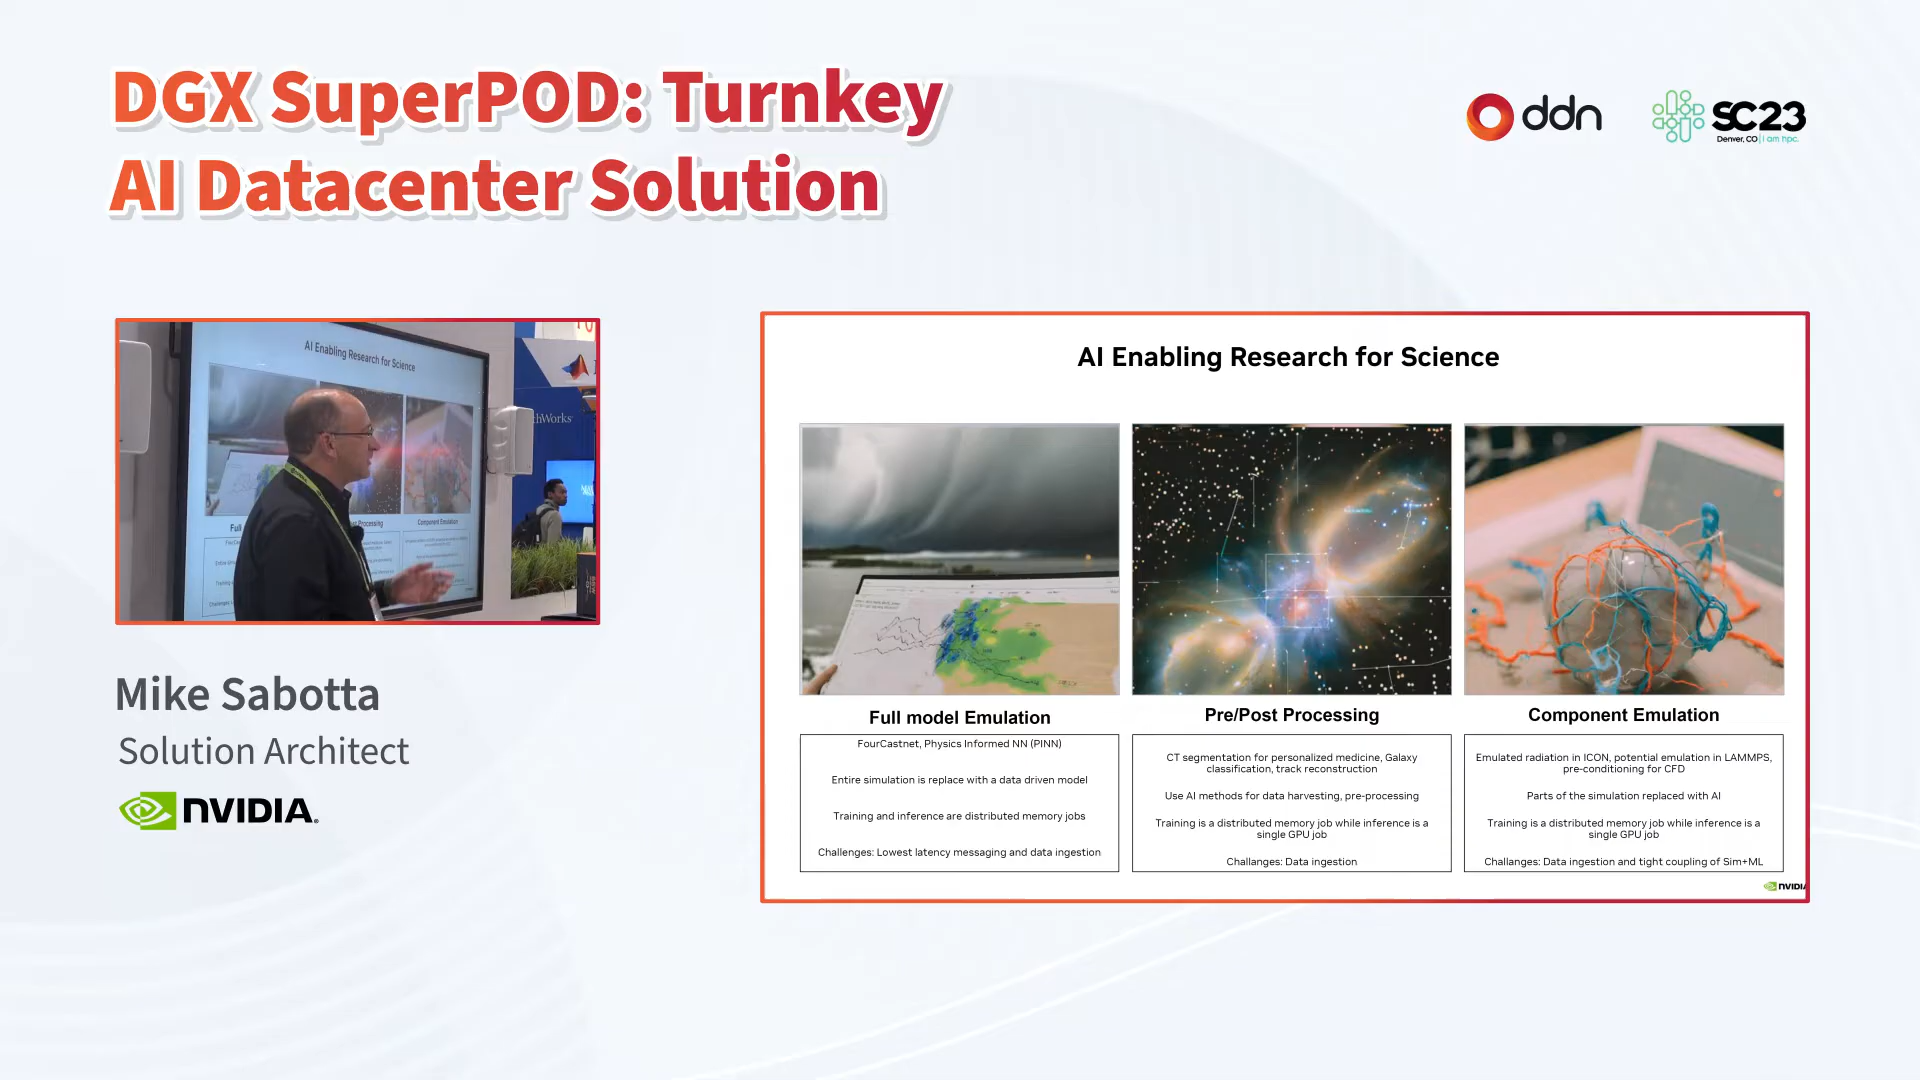 DGX SuperPOD: Turnkey
AI Datacenter Solution
ddn
SC23
Denver, CO | i am hpc.
AI Enabling Research for Science
thWorks
Full
Processing
Component Emulation
Mike Sabotta
Solution Architect
NVIDIA
AI Enabling Research for Science
Full model Emulation
FourCastnet, Physics Informed NN (PINN)
Entire simulation is replace with a data driven model
Training and inference are distributed memory jobs
Challenges: Lowest latency messaging and data ingestion
Pre/Post Processing
CT segmentation for personalized medicine, Galaxy
classification, track reconstruction
Use AI methods for data harvesting, pre-processing
Training is a distributed memory job while inference is a
single GPU job
Challanges: Data ingestion
Component Emulation
Emulated radiation in ICON, potential emulation in LAMMPS,
pre-conditioning for CFD
Parts of the simulation replaced with AI
Training is a distributed memory job while inference is a
single GPU job
Challanges: Data ingestion and tight coupling of Sim+ML
NVIDIA